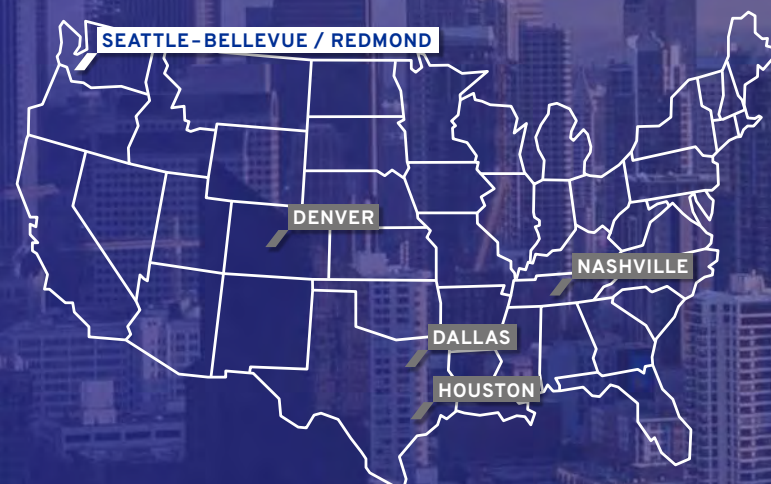 SEATTLE-BELLEVUE / REDMOND
DENVER
NASHVILLE
DALLAS
HOUSTON